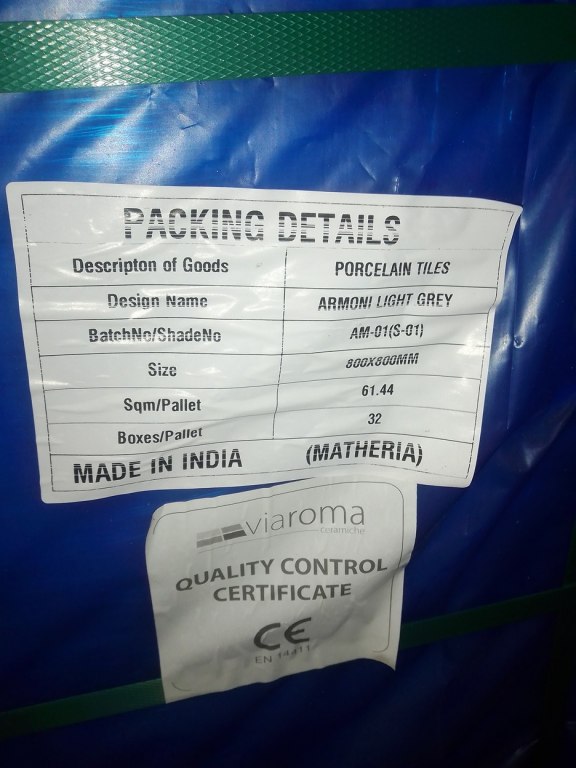 PACKING DETAILS
Descripton of Goods PORCELAIN TILES
Design Name ARMONI LIGHT GREY
BatchNo/ShadeNo AM-01(S-01)
Size 800X800MM
Sqm/Pallet 61.44
Boxes/Pallet 32
MADE IN INDIA (MATHERIA)
viaroma
ceramiche
QUALITY CONTROL
CERTIFICATE
CE
EN 14411